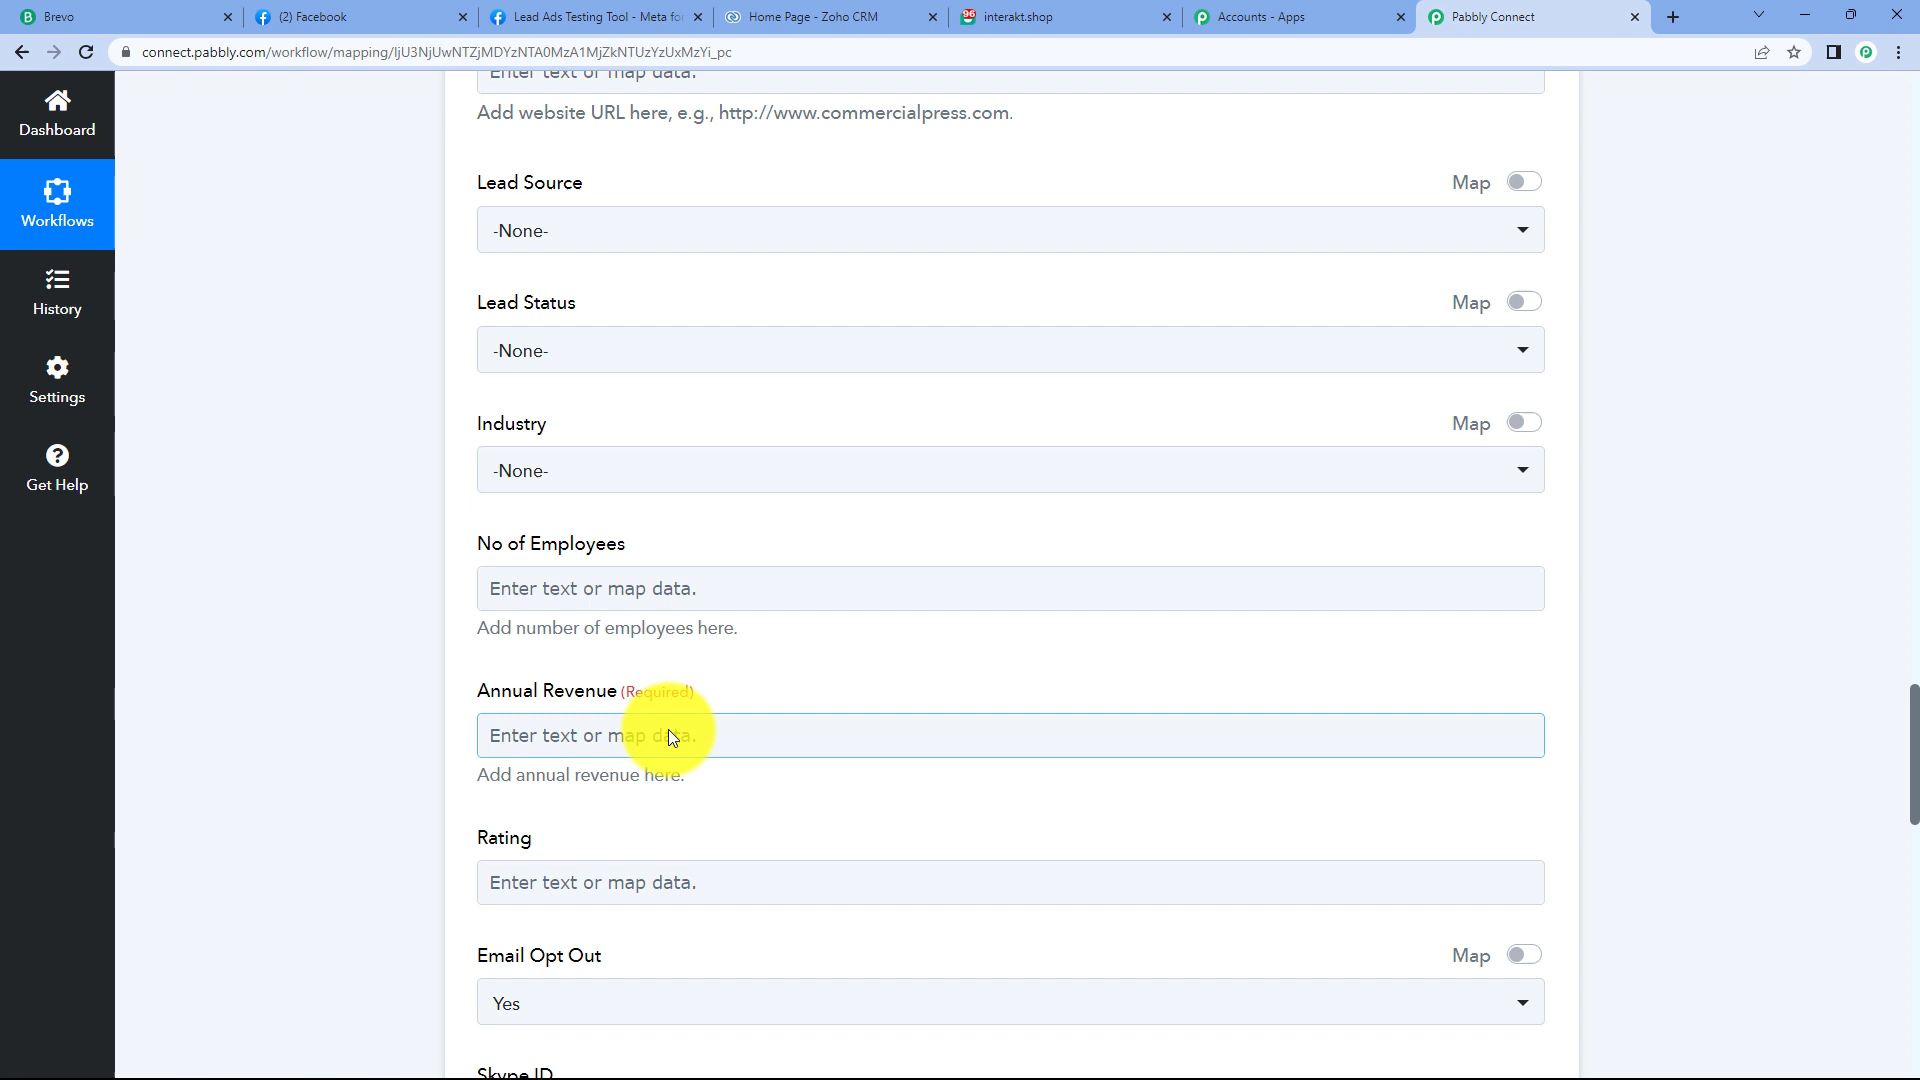 Brevo
(2) Facebook
Lead Ads Testing Tool - Meta fo
Home Page - Zoho CRM
96
interakt.shop
Accounts - Apps
Pabbly Connect
connect.pabbly.com/workflow/mapping/IjU3NjUwNTZjMDYzNTA0MzA1MjZkNTUzYzUxMzYi_pc
Enter text or map data.
Add website URL here, e.g., http://www.commercialpress.com.
Dashboard
Workflows
History
Settings
Get Help
Lead Source
Map
-None-
Lead Status
Map
-None-
Industry
Map
-None-
No of Employees
Enter text or map data.
Add number of employees here.
Annual Revenue (Required)
Enter text or map data.
Add annual revenue here.
Rating
Enter text or map data.
Email Opt Out
Map
Yes
Skype ID